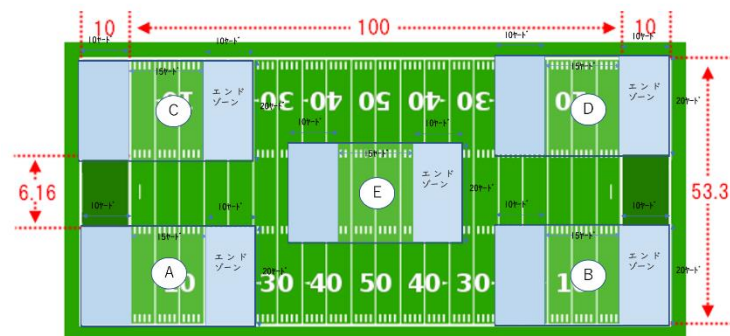 10 100 10
10ヤード 10ヤード 10ヤード 10ヤード
15ヤード 15ヤード
C エンド
ゾーン 20ヤード 30 40 50 40 30 D エンド
ゾーン 20ヤード
10ヤード 10ヤード
15ヤード
6.16 E エンド
ゾーン 20ヤード 53.3
10ヤード 10ヤード 10ヤード 10ヤード
15ヤード 15ヤード
A エンド
ゾーン 20ヤード 30 40 50 40 30 B エンド
ゾーン 20ヤード